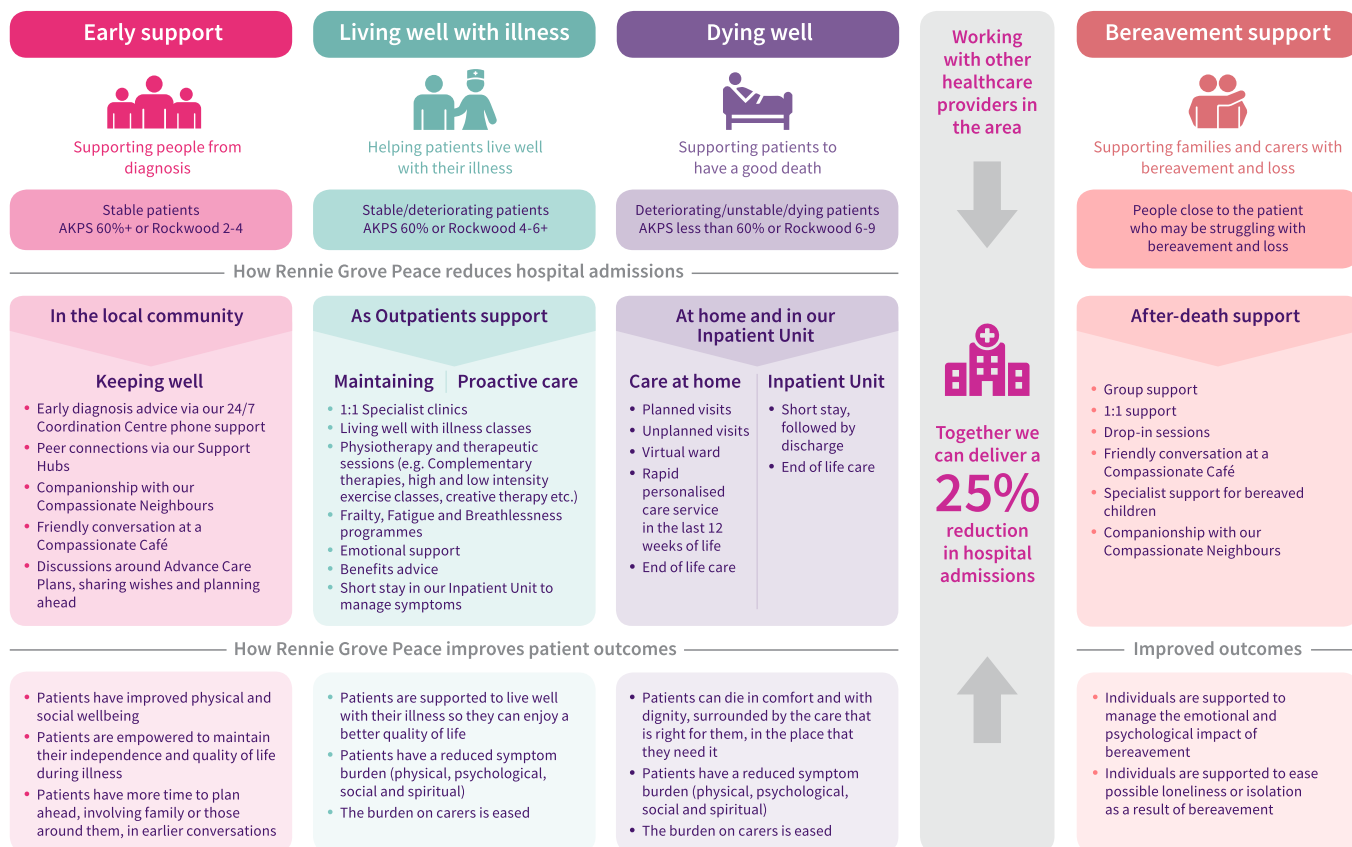 Early support
Supporting people from
diagnosis
Stable patients
AKPS 60%+ or Rockwood 2-4
Living well with illness
Helping patients live well
with their illness
Stable/deteriorating patients
AKPS 60% or Rockwood 4-6+
Dying well
Supporting patients to
have a good death
Deteriorating/unstable/dying patients
AKPS less than 60% or Rockwood 6-9
How Rennie Grove Peace reduces hospital admissions
In the local community
Keeping well
• Early diagnosis advice via our 24/7
Coordination Centre phone support
• Peer connections via our Support
Hubs
• Companionship with our
Compassionate Neighbours
• Friendly conversation at a
Compassionate Café
• Discussions around Advance Care
Plans, sharing wishes and planning
ahead
As Outpatients support
Maintaining
Proactive care
• 1:1 Specialist clinics
• Living well with illness classes
• Physiotherapy and therapeutic
sessions (e.g. Complementary
therapies, high and low intensity
exercise classes, creative therapy etc.)
• Frailty, Fatigue and Breathlessness
programmes
• Emotional support
• Benefits advice
• Short stay in our Inpatient Unit to
manage symptoms
At home and in our
Inpatient Unit
Care at home
• Planned visits
• Unplanned visits
• Virtual ward
• Rapid
personalised
care service
in the last 12
weeks of life
• End of life care
Inpatient Unit
• Short stay,
followed by
discharge
• End of life care
How Rennie Grove Peace improves patient outcomes
• Patients have improved physical and
social wellbeing
• Patients are empowered to maintain
their independence and quality of life
during illness
• Patients have more time to plan
ahead, involving family or those
around them, in earlier conversations
• Patients are supported to live well
with their illness so they can enjoy a
better quality of life
• Patients have a reduced symptom
burden (physical, psychological,
social and spiritual)
• The burden on carers is eased
• Patients can die in comfort and with
dignity, surrounded by the care that
is right for them, in the place that
they need it
• Patients have a reduced symptom
burden (physical, psychological,
social and spiritual)
• The burden on carers is eased
Working
with other
healthcare
providers in
the area
Together we
can deliver a
25%
reduction
in hospital
admissions
Bereavement support
Supporting families and carers with
bereavement and loss
People close to the patient
who may be struggling with
bereavement and loss
After-death support
• Group support
• 1:1 support
• Drop-in sessions
• Friendly conversation at a
Compassionate Café
• Specialist support for bereaved
children
• Companionship with our
Compassionate Neighbours
Improved outcomes
• Individuals are supported to
manage the emotional and
psychological impact of
bereavement
• Individuals are supported to ease
possible loneliness or isolation
as a result of bereavement